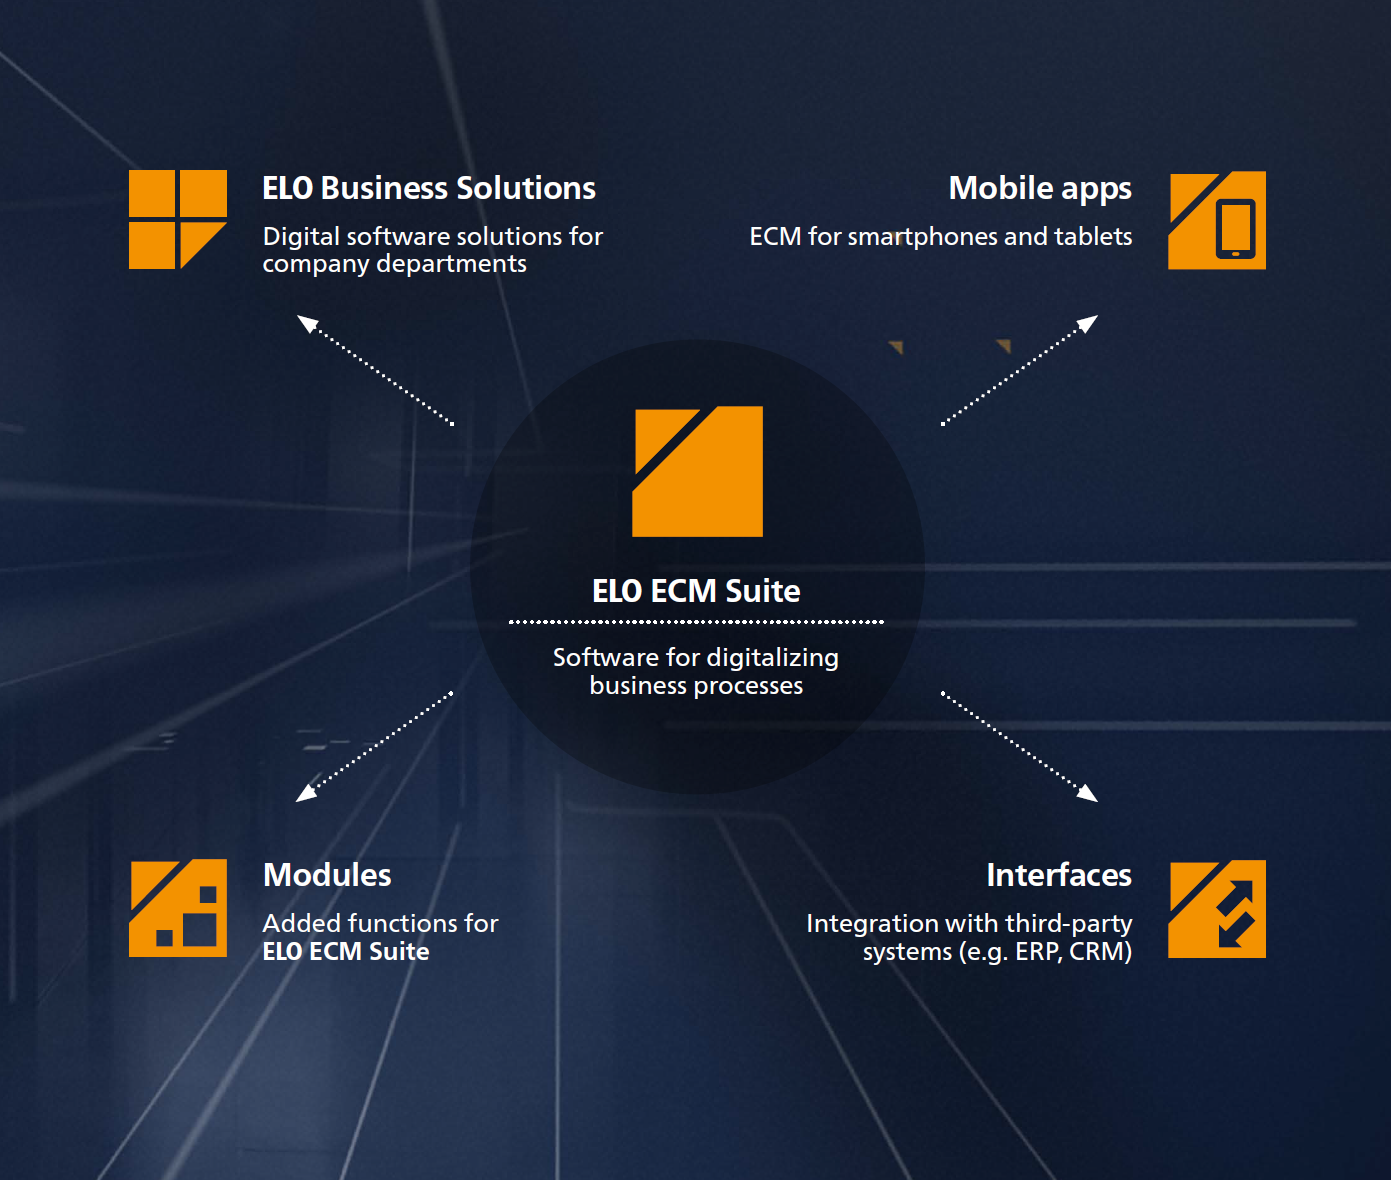 ELO Business Solutions
Digital software solutions for
company departments
Mobile apps
ECM for smartphones and tablets
ELO ECM Suite
Software for digitalizing
business processes
Modules
Added functions for
ELO ECM Suite
Interfaces
Integration with third-party
systems (e.g. ERP, CRM)